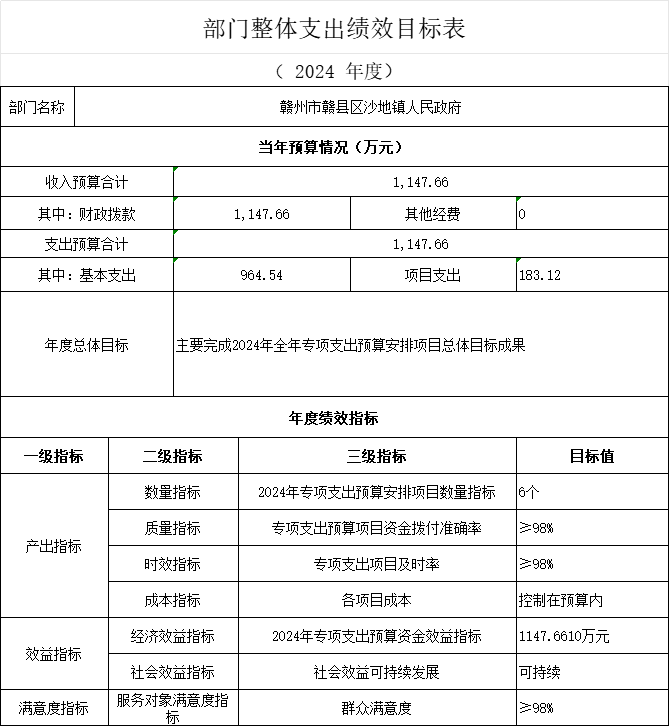 部门整体支出绩效目标表
（ 2024 年度）
部门名称 赣州市赣县区沙地镇人民政府
当年预算情况（万元）
收入预算合计 1,147.66
其中：财政拨款 1,147.66 其他经费 0
支出预算合计 1,147.66
其中：基本支出 964.54 项目支出 183.12
年度总体目标 主要完成2024年全年专项支出预算安排项目总体目标成果
年度绩效指标
一级指标 二级指标 三级指标 目标值
产出指标 数量指标 2024年专项支出预算安排项目数量指标 6个
质量指标 专项支出预算项目资金拨付准确率 ≥98%
时效指标 专项支出项目及时率 ≥98%
成本指标 各项目成本 控制在预算内
效益指标 经济效益指标 2024年专项支出预算资金效益指标 1147.6610万元
社会效益指标 社会效益可持续发展 可持续
满意度指标 服务对象满意度指标 群众满意度 ≥98%